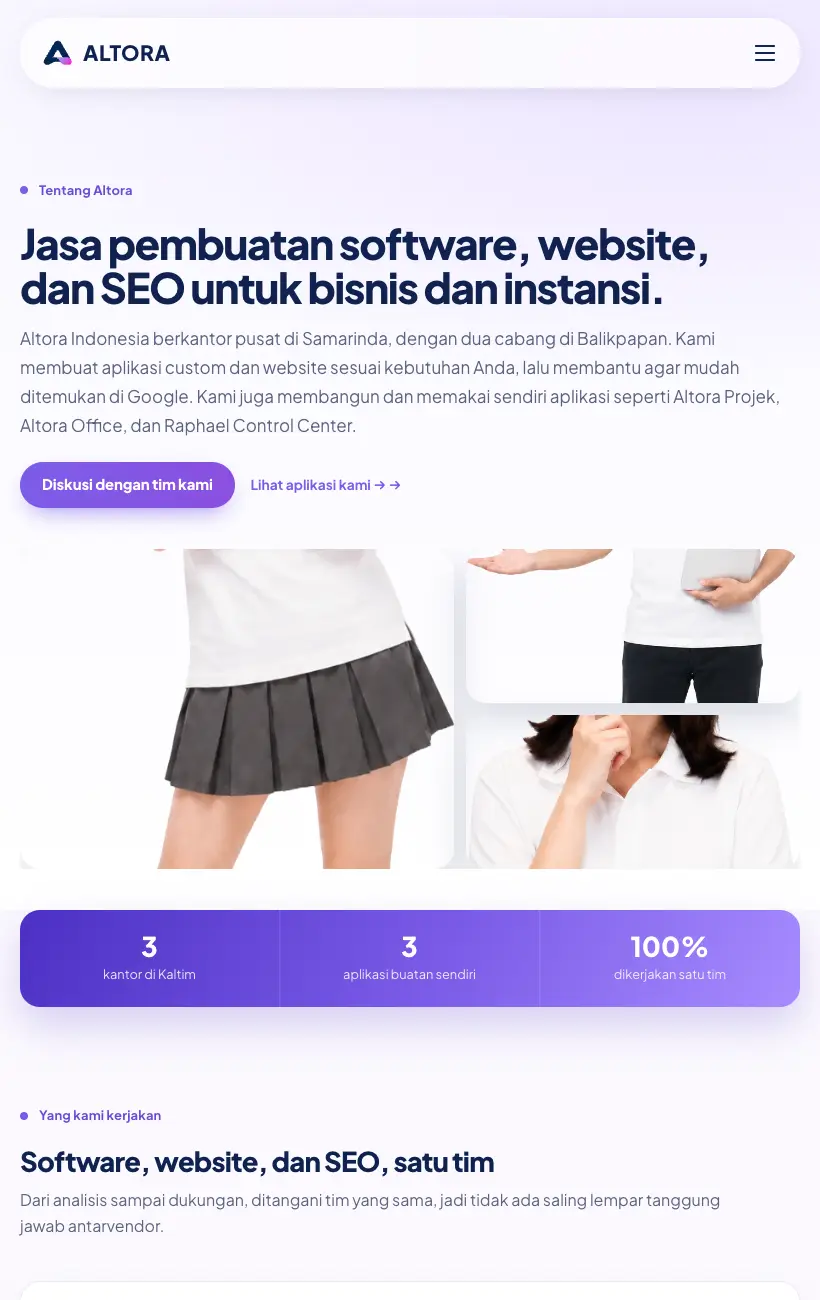 ALTORA
Tentang Altora
Jasa pembuatan software, website,
dan SEO untuk bisnis dan instansi.
Altora Indonesia berkantor pusat di Samarinda, dengan dua cabang di Balikpapan. Kami
membuat aplikasi custom dan website sesuai kebutuhan Anda, lalu membantu agar mudah
ditemukan di Google. Kami juga membangun dan memakai sendiri aplikasi seperti Altora Projek,
Altora Office, dan Raphael Control Center.
Diskusi dengan tim kami
Lihat aplikasi kami → →
3
kantor di Kaltim
3
aplikasi buatan sendiri
100%
dikerjakan satu tim
Yang kami kerjakan
Software, website, dan SEO, satu tim
Dari analisis sampai dukungan, ditangani tim yang sama, jadi tidak ada saling lempar tanggung
jawab antarvendor.